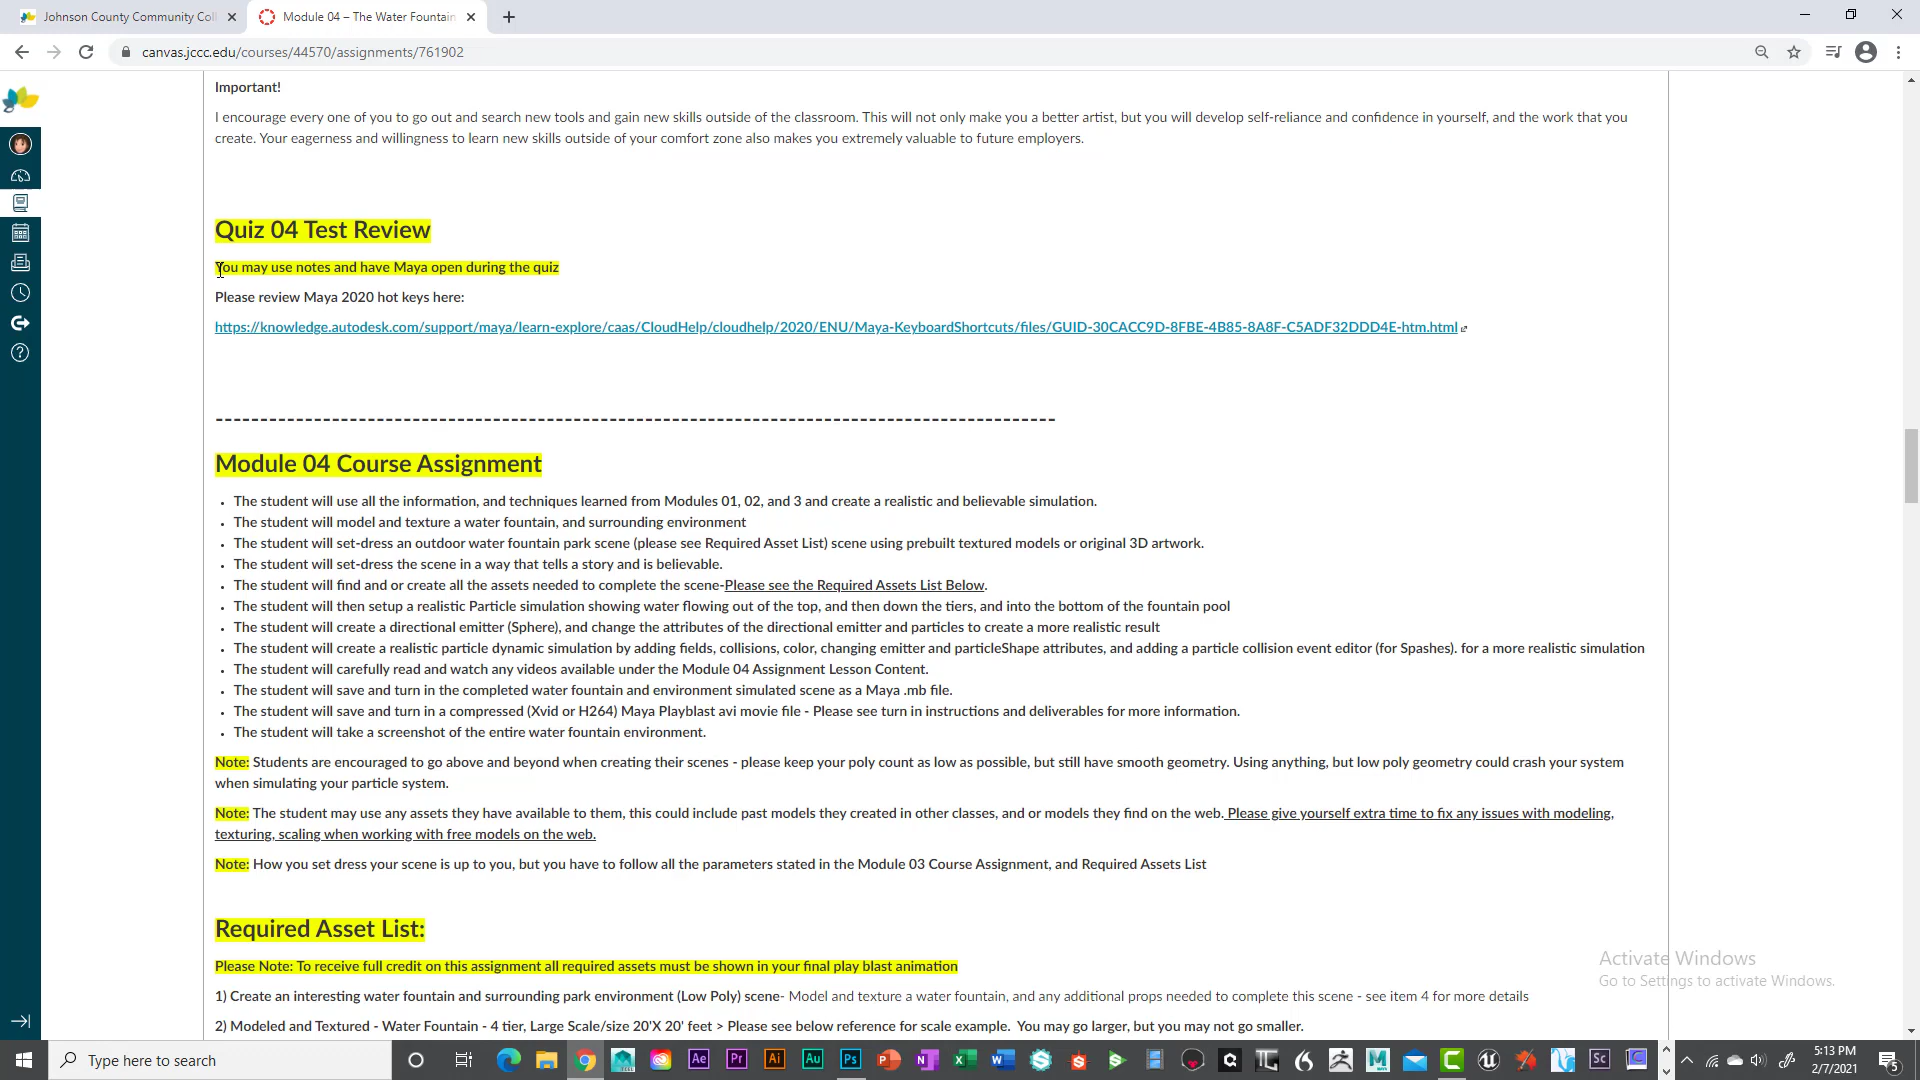 Johnson County Community Col
Module 04 – The Water Fountain
canvas.jccc.edu/courses/44570/assignments/761902
Important!
I encourage every one of you to go out and search new tools and gain new skills outside of the classroom. This will not only make you a better artist, but you will develop self-reliance and confidence in yourself, and the work that you
create. Your eagerness and willingness to learn new skills outside of your comfort zone also makes you extremely valuable to future employers.
Quiz 04 Test Review
You may use notes and have Maya open during the quiz
Please review Maya 2020 hot keys here:
https://knowledge.autodesk.com/support/maya/learn-explore/caas/CloudHelp/cloudhelp/2020/ENU/Maya-KeyboardShortcuts/files/GUID-30CACC9D-8FBE-4B85-8A8F-C5ADF32DDD4E-htm.html
---------------------------------------------------------------------------------------------
Module 04 Course Assignment
• The student will use all the information, and techniques learned from Modules 01, 02, and 3 and create a realistic and believable simulation.
• The student will model and texture a water fountain, and surrounding environment
• The student will set-dress an outdoor water fountain park scene (please see Required Asset List) scene using prebuilt textured models or original 3D artwork.
• The student will set-dress the scene in a way that tells a story and is believable.
• The student will find and or create all the assets needed to complete the scene-Please see the Required Assets List Below.
• The student will then setup a realistic Particle simulation showing water flowing out of the top, and then down the tiers, and into the bottom of the fountain pool
• The student will create a directional emitter (Sphere), and change the attributes of the directional emitter and particles to create a more realistic result
• The student will create a realistic particle dynamic simulation by adding fields, collisions, color, changing emitter and particleShape attributes, and adding a particle collision event editor (for Spashes). for a more realistic simulation
• The student will carefully read and watch any videos available under the Module 04 Assignment Lesson Content.
• The student will save and turn in the completed water fountain and environment simulated scene as a Maya .mb file.
• The student will save and turn in a compressed (Xvid or H264) Maya Playblast avi movie file - Please see turn in instructions and deliverables for more information.
• The student will take a screenshot of the entire water fountain environment.
Note: Students are encouraged to go above and beyond when creating their scenes - please keep your poly count as low as possible, but still have smooth geometry. Using anything, but low poly geometry could crash your system
when simulating your particle system.
Note: The student may use any assets they have available to them, this could include past models they created in other classes, and or models they find on the web. Please give yourself extra time to fix any issues with modeling,
texturing, scaling when working with free models on the web.
Note: How you set dress your scene is up to you, but you have to follow all the parameters stated in the Module 03 Course Assignment, and Required Assets List
Required Asset List:
Please Note: To receive full credit on this assignment all required assets must be shown in your final play blast animation
1) Create an interesting water fountain and surrounding park environment (Low Poly) scene- Model and texture a water fountain, and any additional props needed to complete this scene - see item 4 for more details
2) Modeled and Textured - Water Fountain - 4 tier, Large Scale/size 20'X 20' feet > Please see below reference for scale example. You may go larger, but you may not go smaller.
Activate Windows
Go to Settings to activate Windows.
Type here to search
Ae Pr Ai Au Ps
5:13 PM
2/7/2021
5